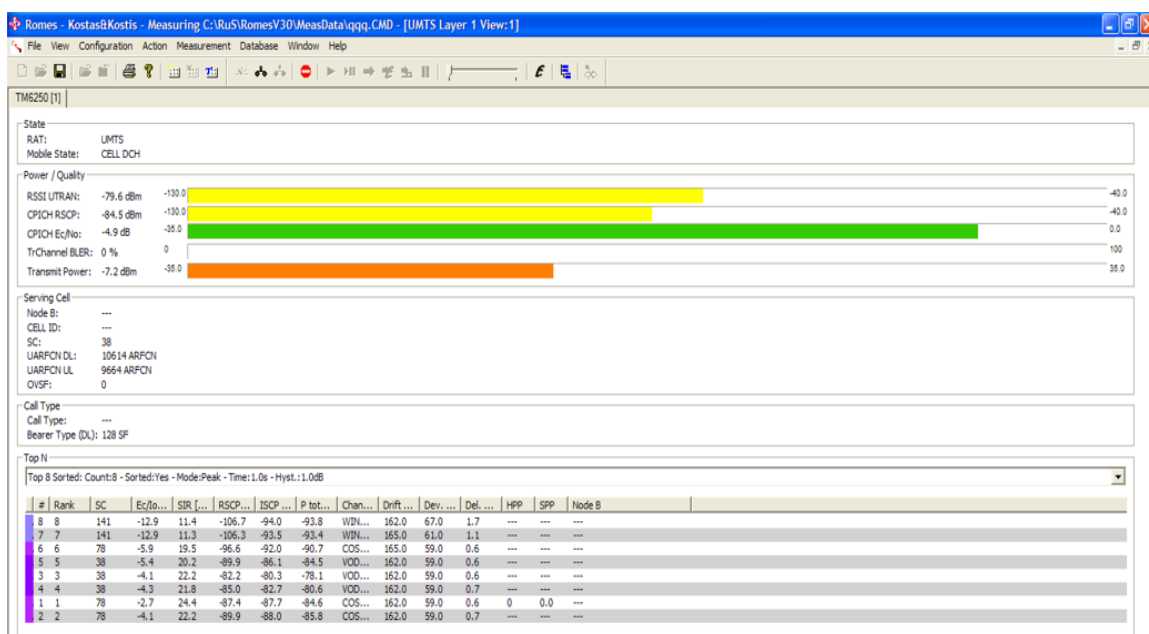 Romes - Kostas&Kostis - Measuring C:\RuS\RomesV30\MeasData\qqq.CMD - [UMTS Layer 1 View:1]
File View Configuration Action Measurement Database Window Help
TM6250 [1]
State
RAT: UMTS
Mobile State: CELL DCH
Power / Quality
RSSI UTRAN: -79.6 dBm -130.0 -40.0
CPICH RSCP: -84.5 dBm -130.0 -40.0
CPICH Ec/No: -4.9 dB -35.0 0.0
TrChannel BLER: 0 % 0 100
Transmit Power: -7.2 dBm -35.0 35.0
Serving Cell
Node B: ---
CELL ID: ---
SC: 38
UARFCN DL: 10614 ARFCN
UARFCN UL 9664 ARFCN
OVSF: 0
Call Type
Call Type: ---
Bearer Type (DL): 128 SF
Top N
Top 8 Sorted: Count:8 - Sorted:Yes - Mode:Peak - Time:1.0s - Hyst.:1.0dB
# Rank SC Ec/Io... SIR [... RSCP... ISCP ... P tot... Chan... Drift ... Dev. ... Del. ... HPP SPP Node B
8 8 141 -12.9 11.4 -106.7 -94.0 -93.8 WIN... 162.0 67.0 1.7 --- --- ---
7 7 141 -12.9 11.3 -106.3 -93.5 -93.4 WIN... 165.0 61.0 1.1 --- --- ---
6 6 78 -5.9 19.5 -96.6 -92.0 -90.7 COS... 165.0 59.0 0.6 --- --- ---
5 5 38 -5.4 20.2 -89.9 -86.1 -84.5 VOD... 162.0 59.0 0.6 --- --- ---
3 3 38 -4.1 22.2 -82.2 -80.3 -78.1 VOD... 162.0 59.0 0.6 --- --- ---
4 4 38 -4.3 21.8 -85.0 -82.7 -80.6 VOD... 162.0 59.0 0.7 --- --- ---
1 1 78 -2.7 24.4 -87.4 -87.7 -84.6 COS... 162.0 59.0 0.6 0 0.0 ---
2 2 78 -4.1 22.2 -89.9 -88.0 -85.8 COS... 162.0 59.0 0.7 --- --- ---